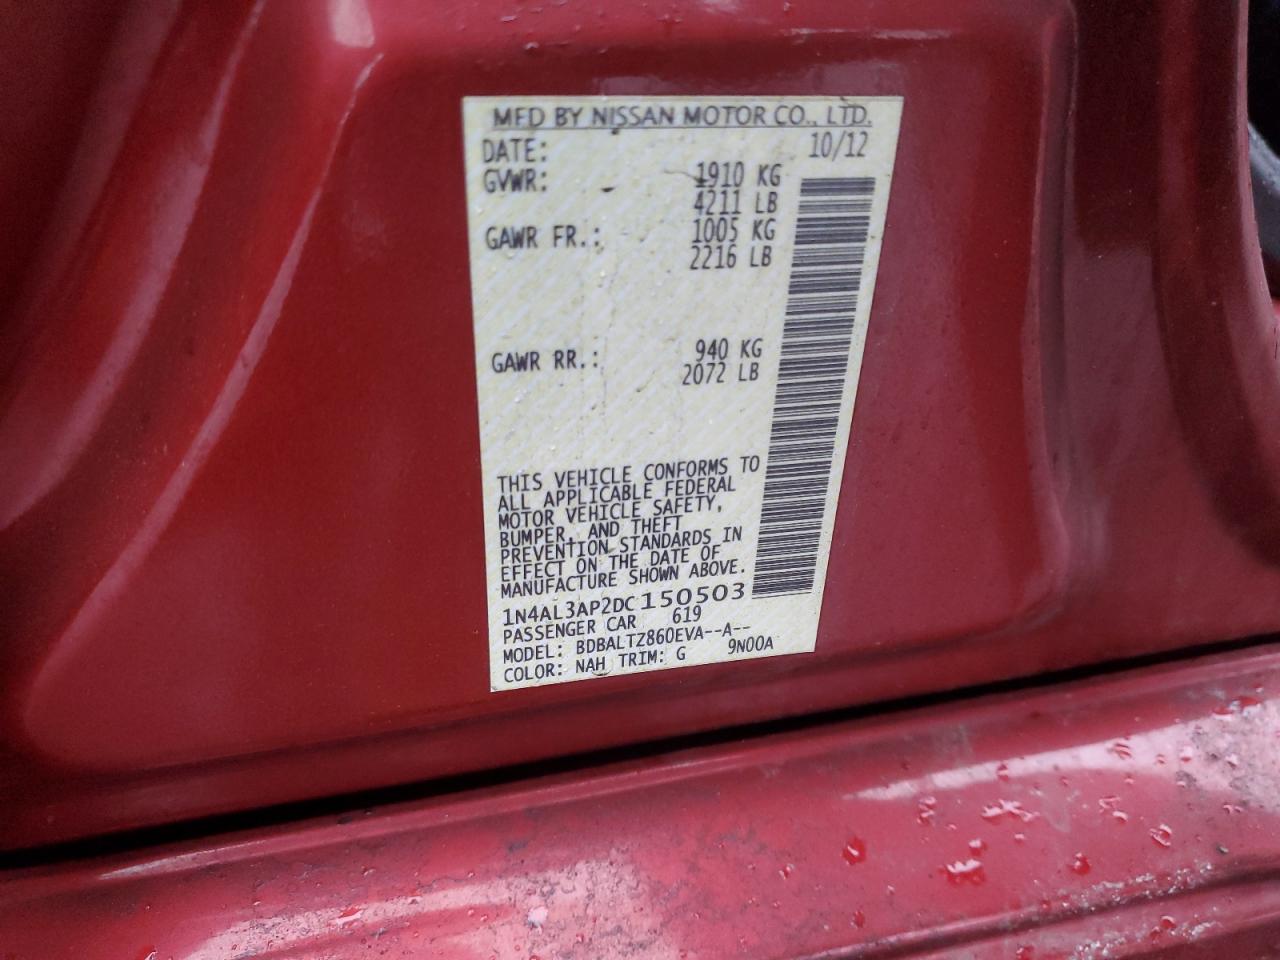 MFD BY NISSAN MOTOR CO., LTD.
DATE: 10/12
GVWR: 1910 KG
4211 LB
GAWR FR.: 1005 KG
2216 LB
GAWR RR.: 940 KG
2072 LB
THIS VEHICLE CONFORMS TO
ALL APPLICABLE FEDERAL
MOTOR VEHICLE SAFETY,
BUMPER, AND THEFT
PREVENTION STANDARDS IN
EFFECT ON THE DATE OF
MANUFACTURE SHOWN ABOVE.
1N4AL3AP2DC150503
PASSENGER CAR 619
MODEL: BDBALTZ860EVA--A--
COLOR: NAH TRIM: G 9N00A